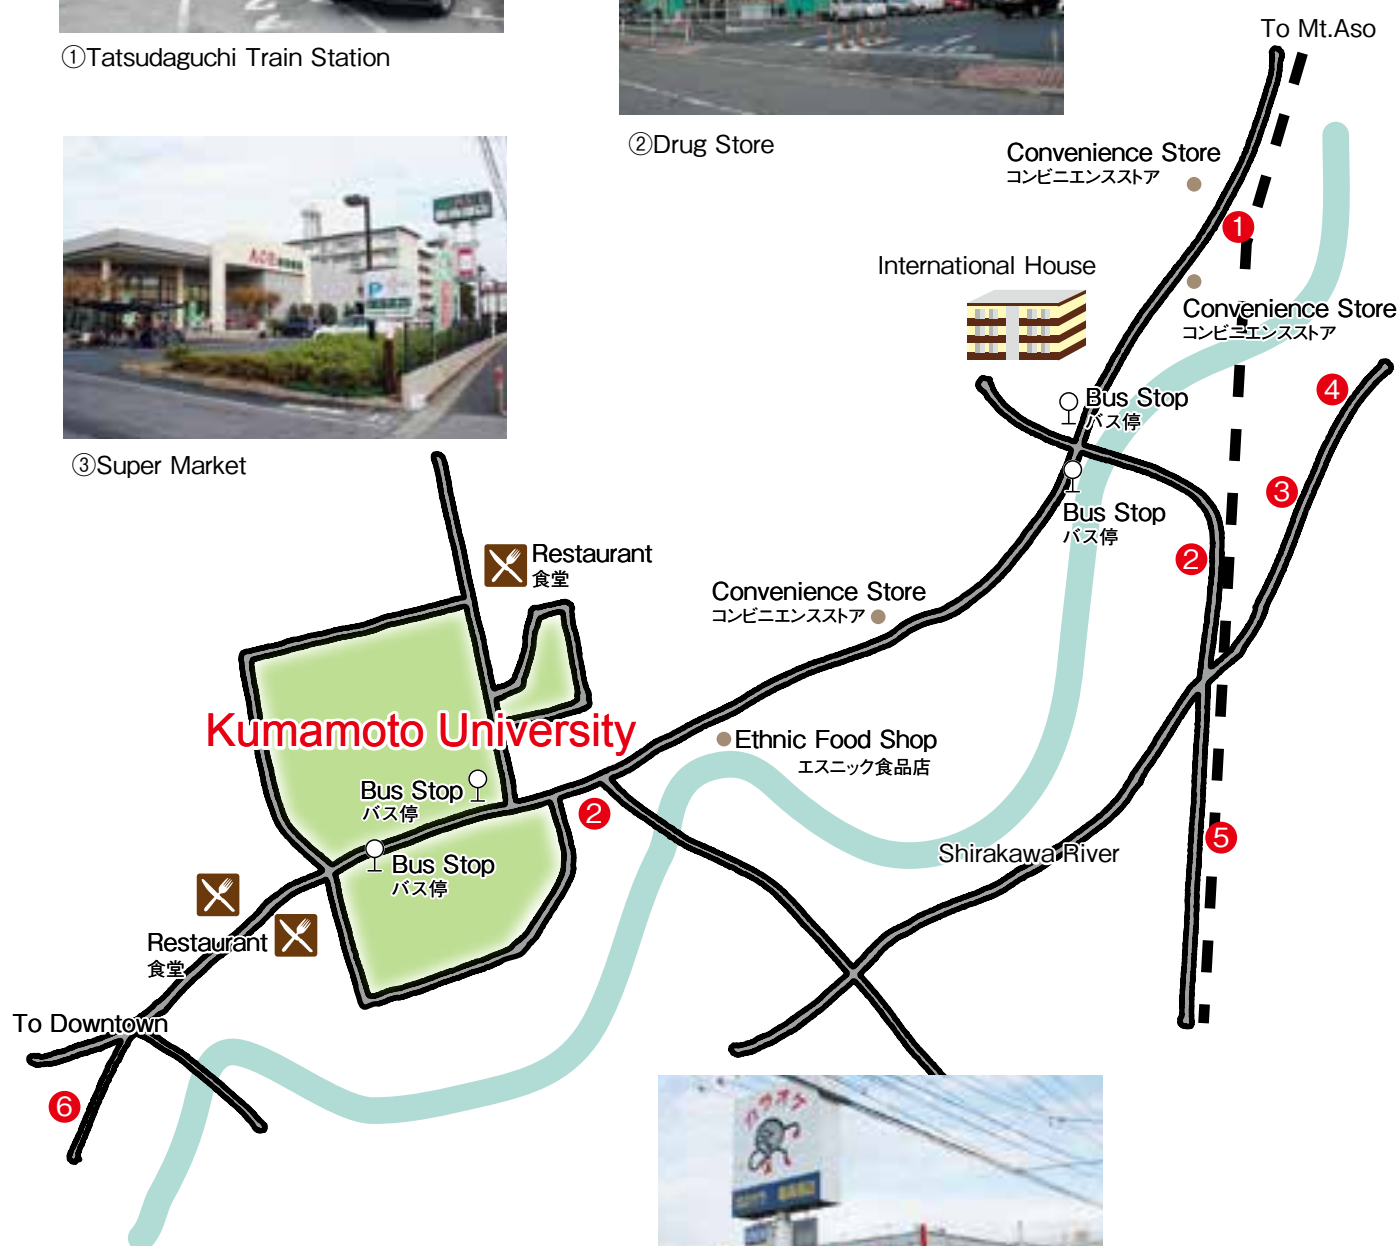 ①Tatsudaguchi Train Station
②Drug Store
③Super Market
To Mt.Aso
Convenience Store
コンビニエンスストア
1
International House
Convenience Store
コンビニエンスストア
4
Bus Stop
バス停
3
Bus Stop
バス停
2
Restaurant
食堂
Convenience Store
コンビニエンスストア
Kumamoto University
Ethnic Food Shop
エスニック食品店
Bus Stop
バス停
2
5
Shirakawa River
Bus Stop
バス停
Restaurant
食堂
To Downtown
6
カラオケ